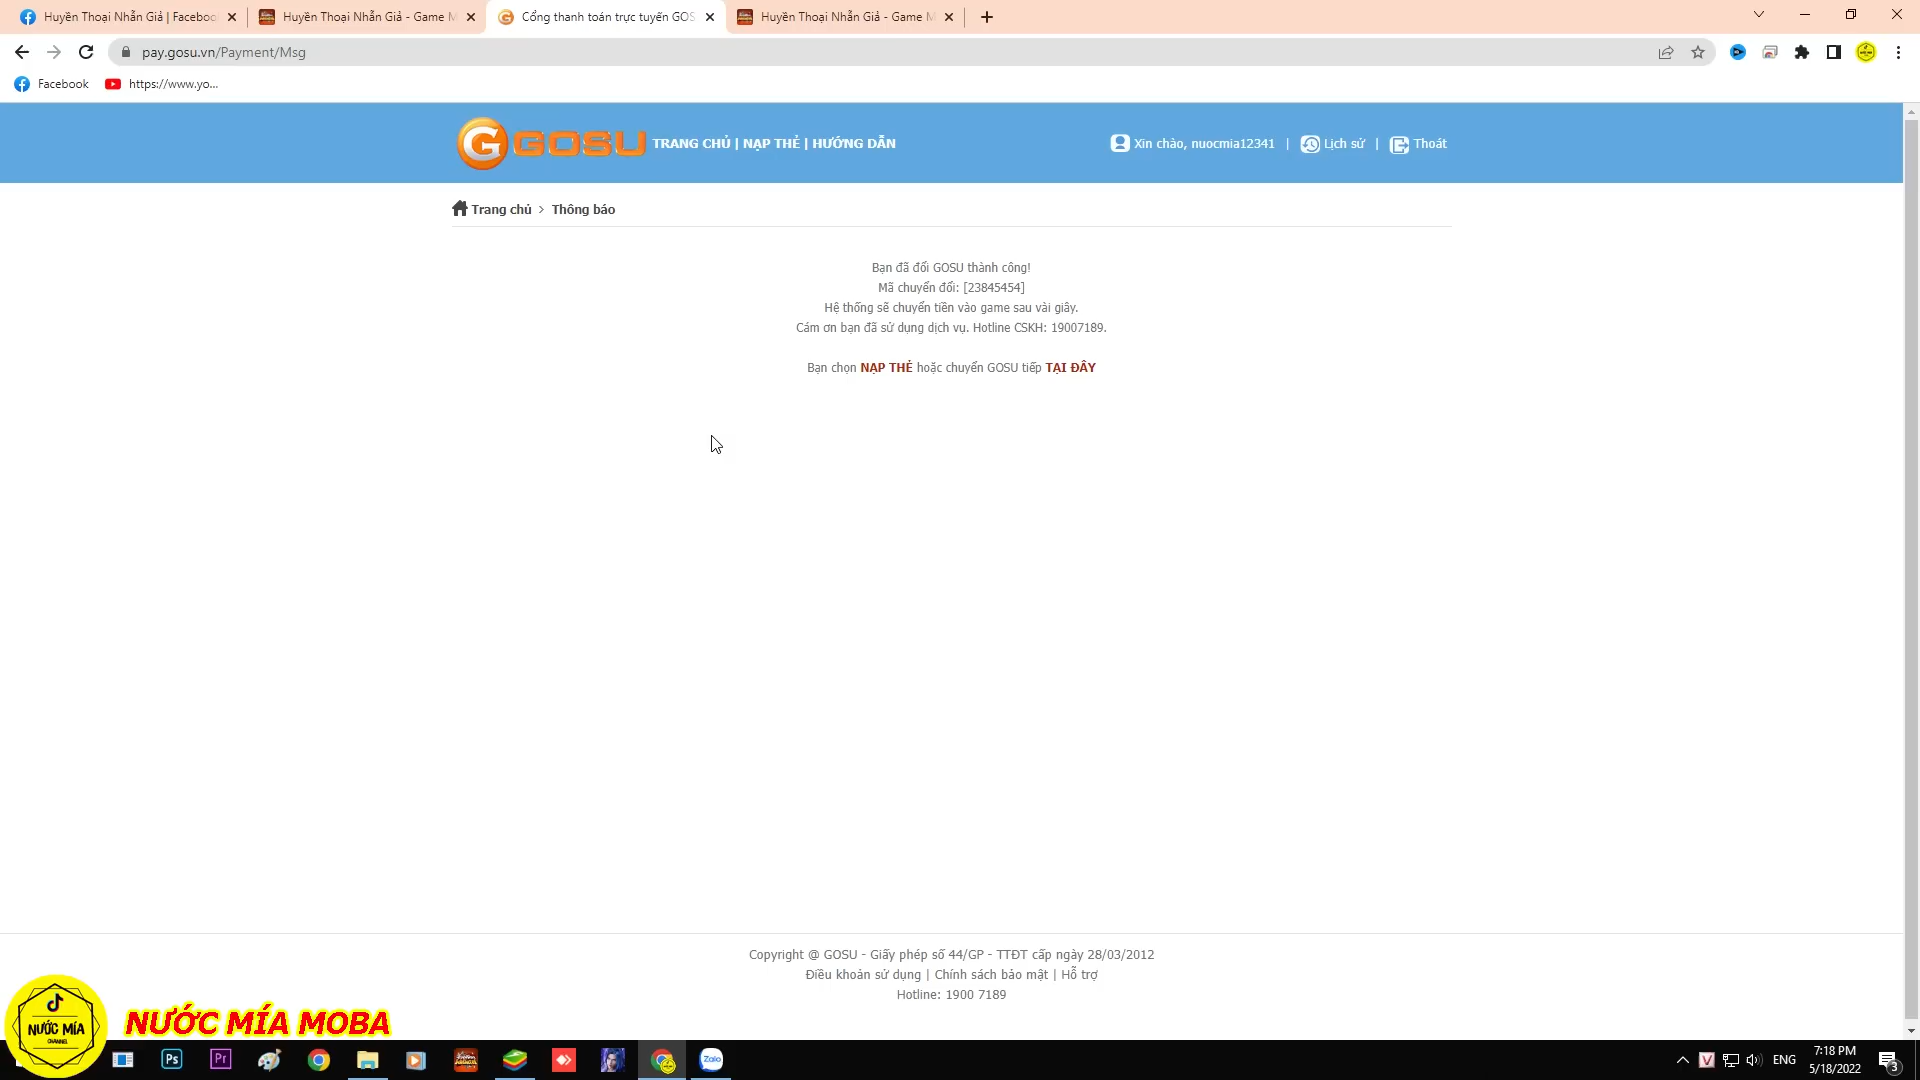 Huyền Thoại Nhẫn Giả | Faceboo
Huyền Thoại Nhẫn Giả - Game M
Cổng thanh toán trực tuyến GOS
Huyền Thoại Nhẫn Giả - Game M
pay.gosu.vn/Payment/Msg
Facebook
https://www.yo...
G GOSU
TRANG CHỦ | NẠP THẺ | HƯỚNG DẪN
Xin chào, nuocmia12341 | Lịch sử | Thoát
Trang chủ > Thông báo
Bạn đã đổi GOSU thành công!
Mã chuyển đổi: [23845454]
Hệ thống sẽ chuyển tiền vào game sau vài giây.
Cám ơn bạn đã sử dụng dịch vụ. Hotline CSKH: 19007189.
Bạn chọn NẠP THẺ hoặc chuyển GOSU tiếp TẠI ĐÂY
Copyright @ GOSU - Giấy phép số 44/GP - TTĐT cấp ngày 28/03/2012
Điều khoản sử dụng | Chính sách bảo mật | Hỗ trợ
Hotline: 1900 7189
NƯỚC MÍA
CHANNEL
NƯỚC MÍA MOBA
Ps
Pr
Zalo
V
ENG
7:18 PM
5/18/2022
3